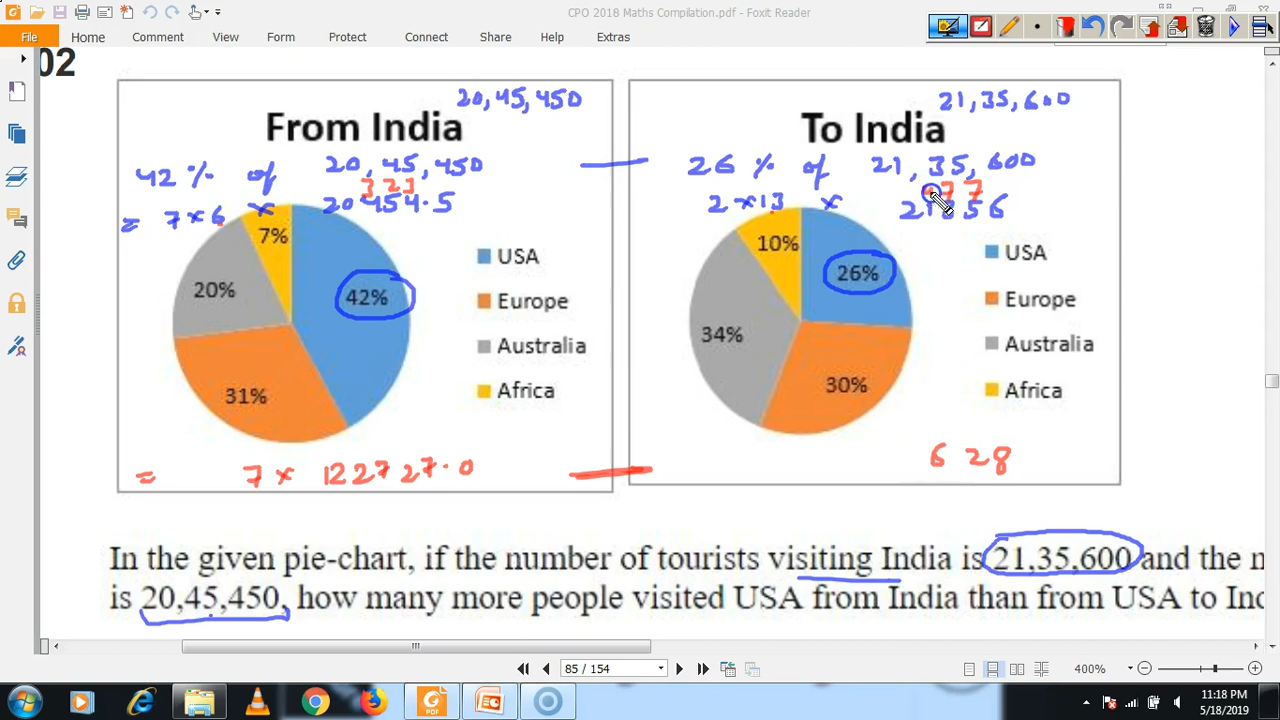 CPO 2018 Maths Compilation.pdf - Foxit Reader
File Home Comment View Form Protect Connect Share Help Extras
02
From India 20,45,450
42 % of 20,45,450
3 2 3
= 7 × 6 × 20454.5
7%
20%
42%
31%
USA
Europe
Australia
Africa
= 7 × 122727.0
To India 21,35,600
26 % of 21,35,600
7 7
2 × 13 × 21356
10%
26%
34%
30%
USA
Europe
Australia
Africa
6 28
In the given pie-chart, if the number of tourists visiting India is 21,35,600 and the n
is 20,45,450, how many more people visited USA from India than from USA to Ind
85 / 154
400%
11:18 PM
5/18/2019